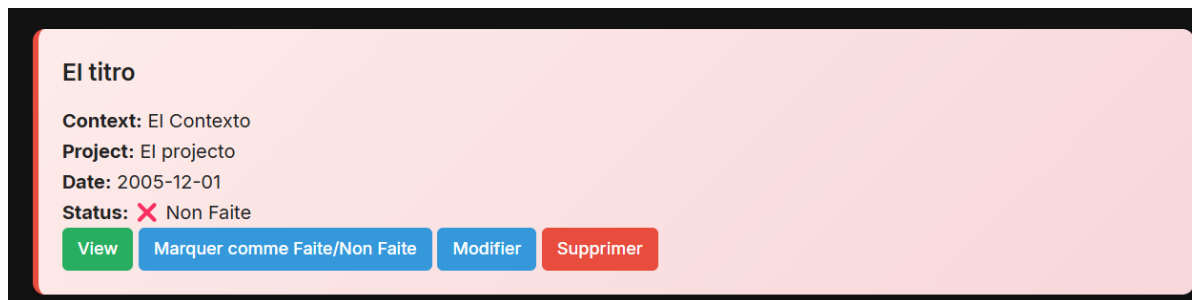 El titro
Context: El Contexto
Project: El projecto
Date: 2005-12-01
Status: ❌ Non Faite
View Marquer comme Faite/Non Faite Modifier Supprimer